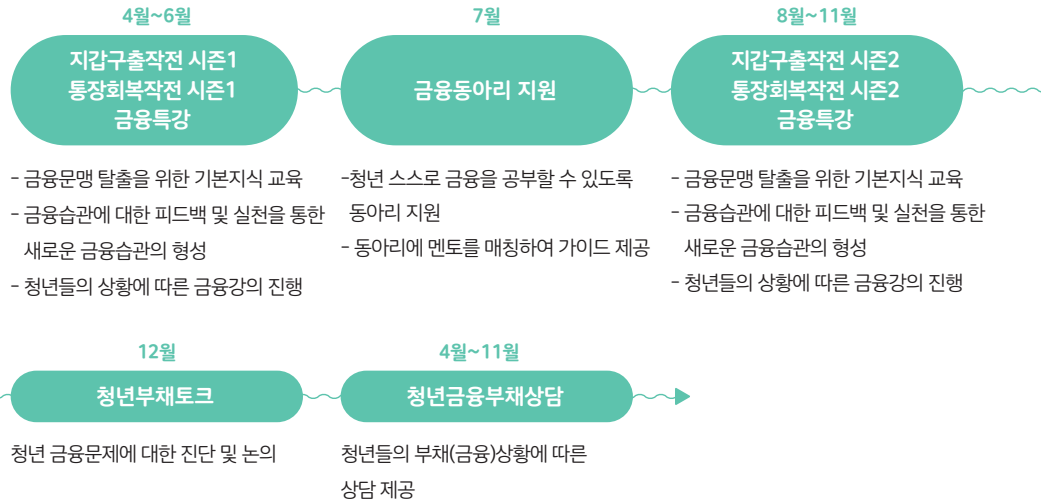 4월~6월
지갑구출작전 시즌1
통장회복작전 시즌1
금융특강
- 금융문맹 탈출을 위한 기본지식 교육
- 금융습관에 대한 피드백 및 실천을 통한
새로운 금융습관의 형성
- 청년들의 상황에 따른 금융강의 진행
7월
금융동아리 지원
-청년 스스로 금융을 공부할 수 있도록
동아리 지원
- 동아리에 멘토를 매칭하여 가이드 제공
8월~11월
지갑구출작전 시즌2
통장회복작전 시즌2
금융특강
- 금융문맹 탈출을 위한 기본지식 교육
- 금융습관에 대한 피드백 및 실천을 통한
새로운 금융습관의 형성
- 청년들의 상황에 따른 금융강의 진행
12월
청년부채토크
청년 금융문제에 대한 진단 및 논의
4월~11월
청년금융부채상담
청년들의 부채(금융)상황에 따른
상담 제공